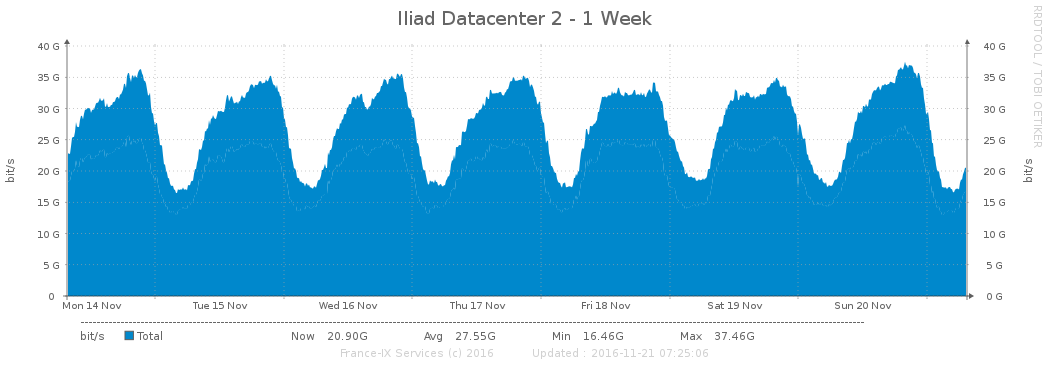 Iliad Datacenter 2 - 1 Week
RRDTOOL / TOBI OETIKER
bit/s
40 G 40 G
35 G 35 G
30 G 30 G
25 G 25 G
20 G 20 G
15 G 15 G
10 G 10 G
5 G 5 G
0 0 G
bit/s
Mon 14 Nov Tue 15 Nov Wed 16 Nov Thu 17 Nov Fri 18 Nov Sat 19 Nov Sun 20 Nov
bit/s Total Now 20.90G Avg 27.55G Min 16.46G Max 37.46G
France-IX Services (c) 2016 Updated : 2016-11-21 07:25:06